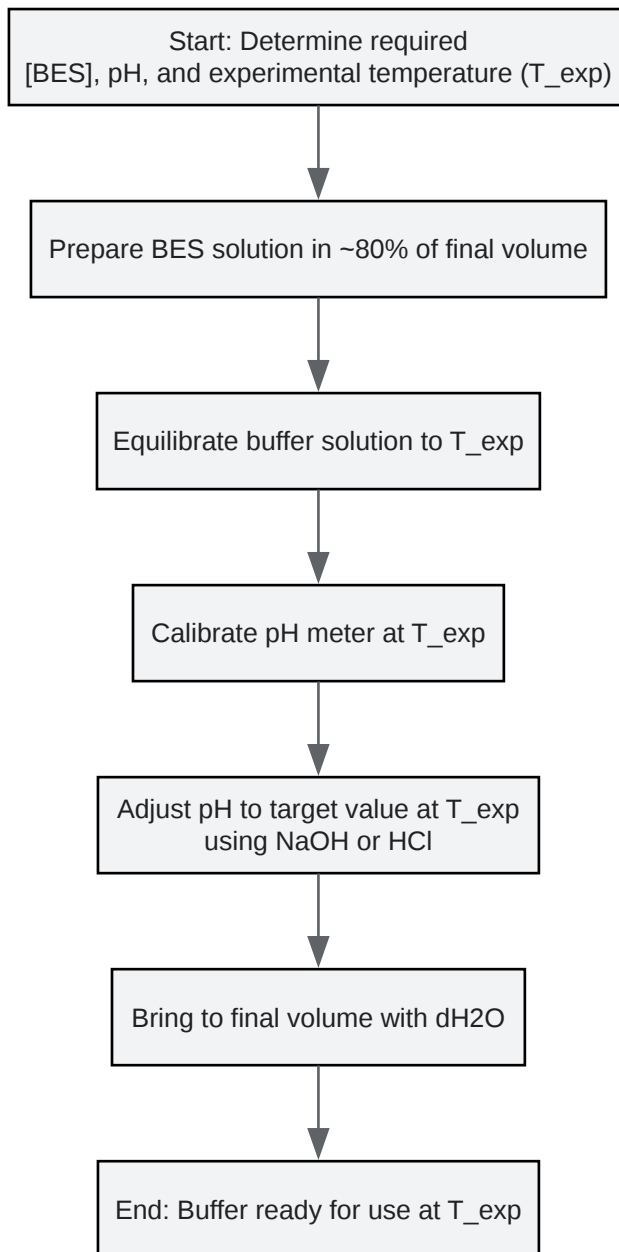 Start: Determine required
[BES], pH, and experimental temperature (T_exp)
Prepare BES solution in ~80% of final volume
Equilibrate buffer solution to T_exp
Calibrate pH meter at T_exp
Adjust pH to target value at T_exp
using NaOH or HCl
Bring to final volume with dH2O
End: Buffer ready for use at T_exp